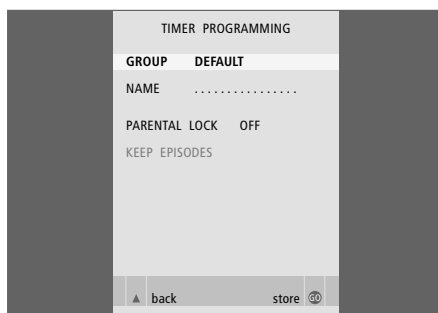 TIMER PROGRAMMING
GROUP DEFAULT
NAME . . . . . . . . . . . . . . . .
PARENTAL LOCK OFF
KEEP EPISODES
▲ back store GO